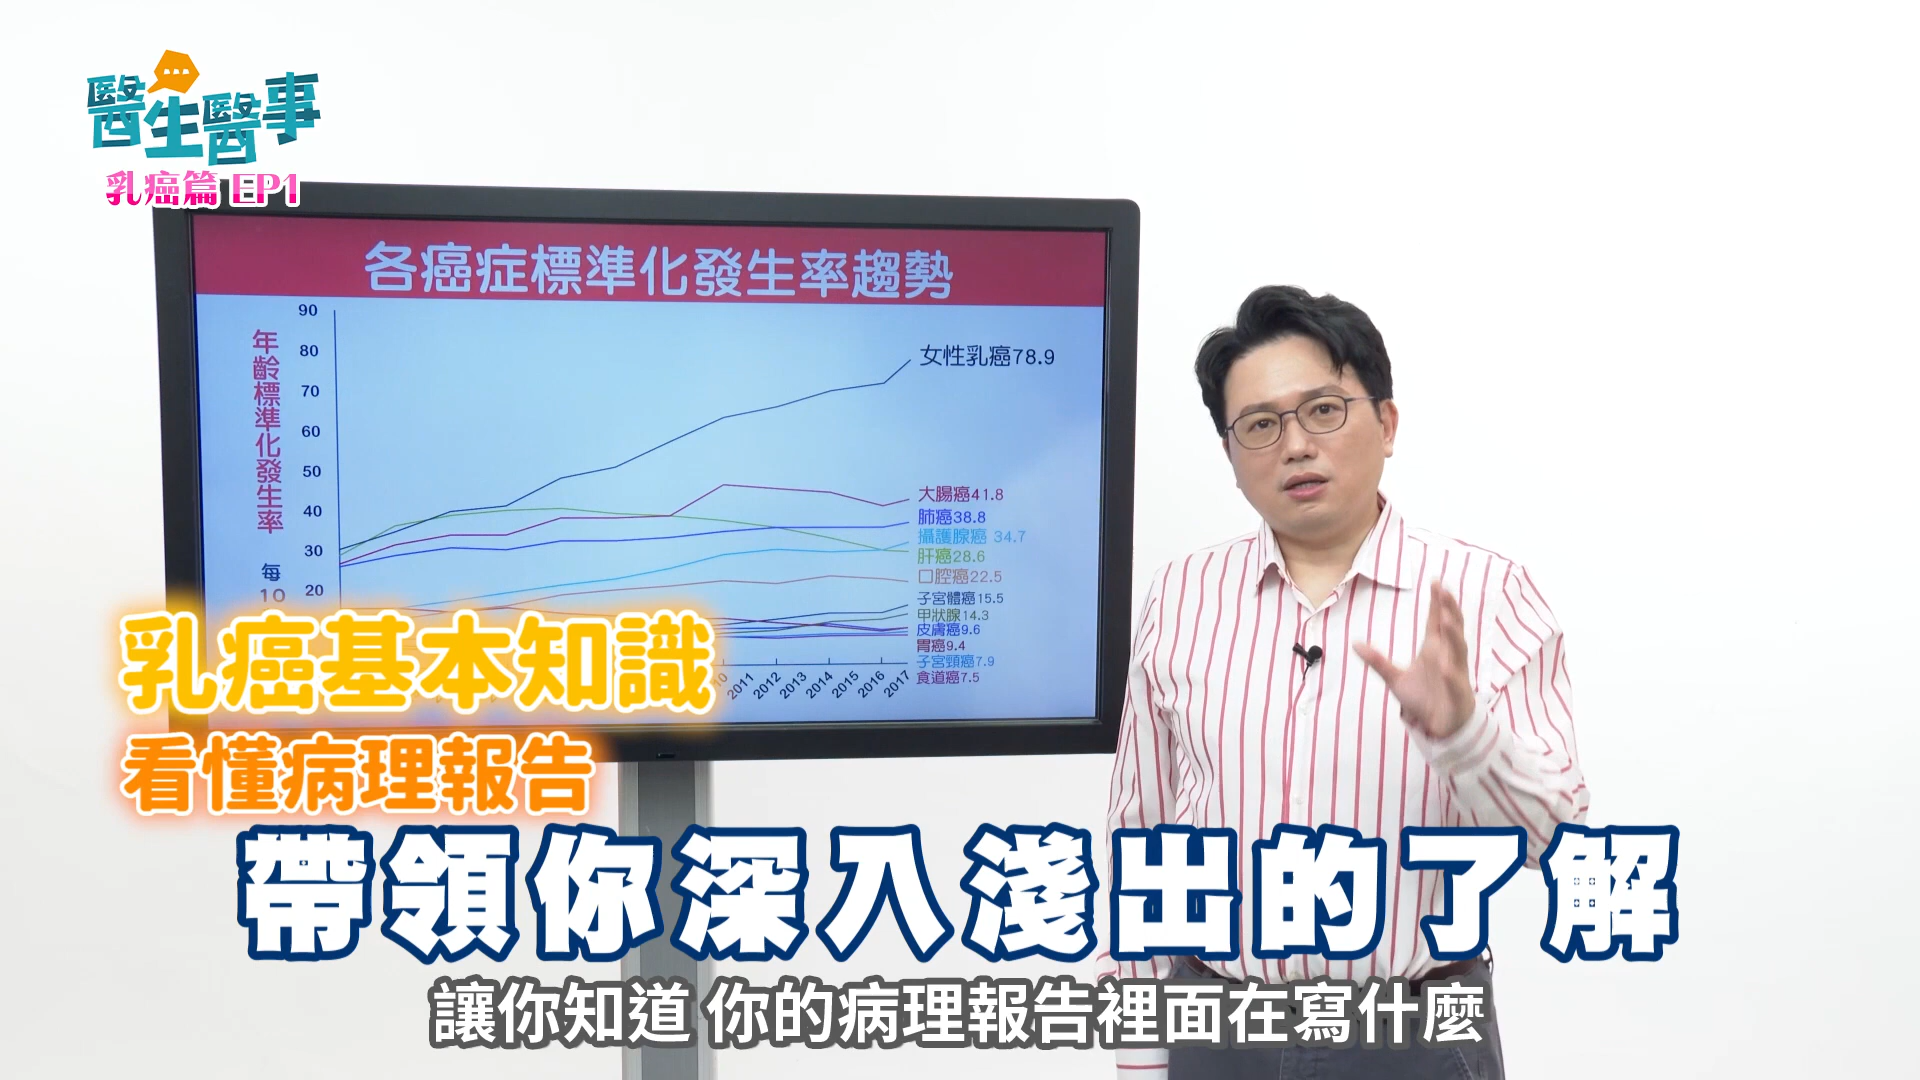 醫生醫事
乳癌篇 EP1
各癌症標準化發生率趨勢
年齡標準化發生率
每
10
90
80
70
60
50
40
30
20
女性乳癌78.9
大腸癌41.8
肺癌38.8
攝護腺癌 34.7
肝癌28.6
口腔癌22.5
子宮體癌15.5
甲狀腺14.3
皮膚癌9.6
胃癌9.4
子宮頸癌7.9
食道癌7.5
2011
2012
2013
2014
2015
2016
2017
乳癌基本知識
看懂病理報告
帶領你深入淺出的了解
讓你知道 你的病理報告裡面在寫什麼